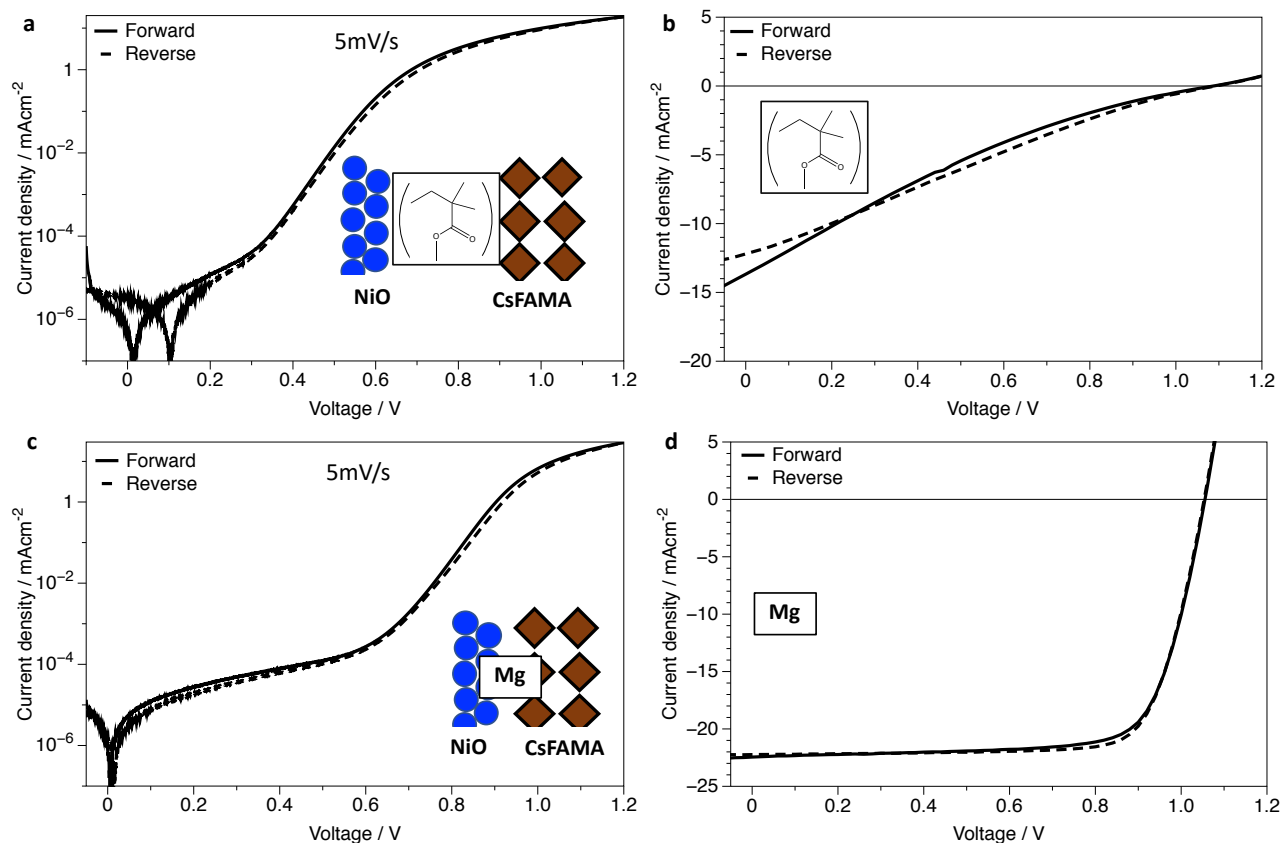 a
Forward
Reverse
5mV/s
1
10⁻²
10⁻⁴
10⁻⁶
Current density / mAcm⁻²
0
0.2
0.4
0.6
0.8
1.0
1.2
Voltage / V
O
O
NiO
CsFAMA
b
Forward
Reverse
5
0
−5
−10
−15
−20
Current density / mAcm⁻²
0
0.2
0.4
0.6
0.8
1.0
1.2
Voltage / V
O
O
c
Forward
Reverse
5mV/s
1
10⁻²
10⁻⁴
10⁻⁶
Current density / mAcm⁻²
0
0.2
0.4
0.6
0.8
1.0
1.2
Voltage / V
Mg
NiO
CsFAMA
d
Forward
Reverse
5
0
−5
−10
−15
−20
−25
Current density / mAcm⁻²
0
0.2
0.4
0.6
0.8
1.0
1.2
Voltage / V
Mg